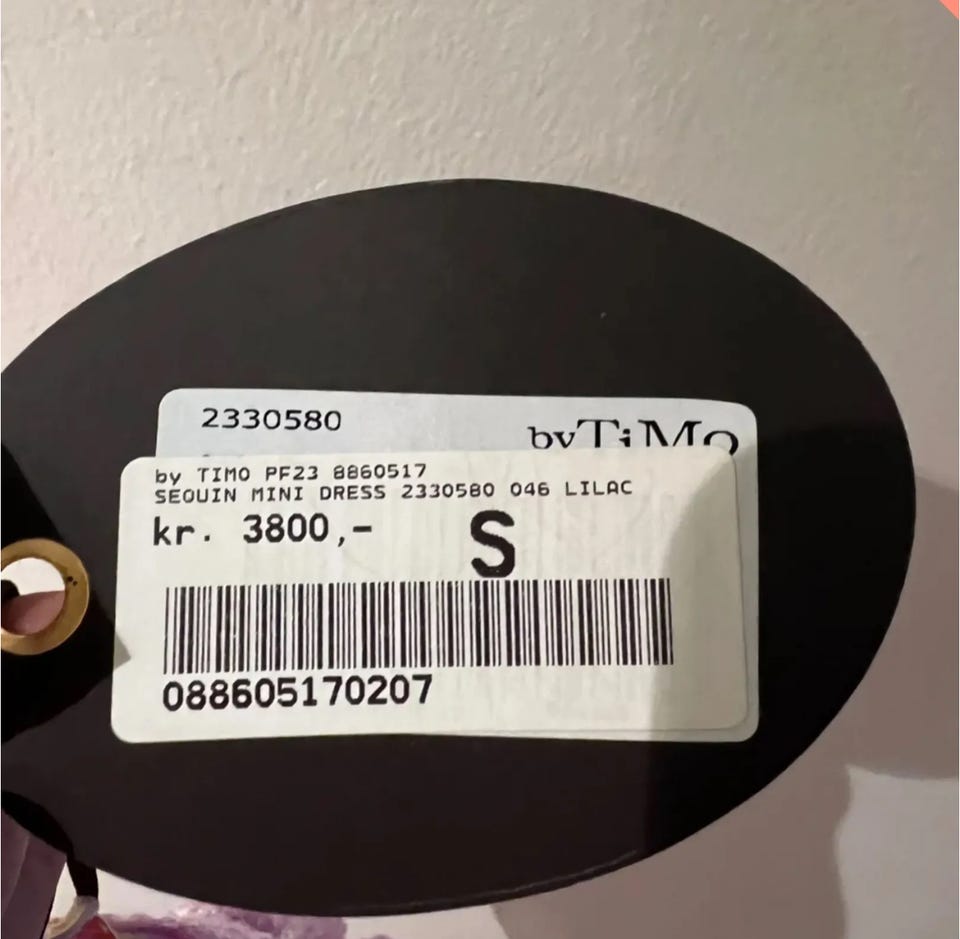 2330580
byTiMo
by TIMO PF23 8860517
SEQUIN MINI DRESS 2330580 046 LILAC
kr. 3800,- S
088605170207